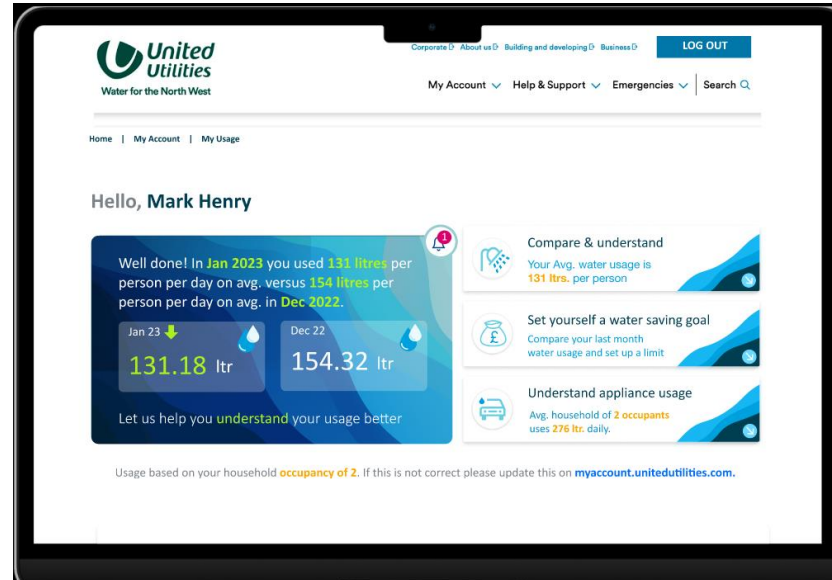 United
Utilities
Water for the North West
Corporate About us Building and developing Business LOG OUT
My Account Help & Support Emergencies Search
Home | My Account | My Usage
Hello, Mark Henry
1
Well done! In Jan 2023 you used 131 litres per
person per day on avg. versus 154 litres per
person per day on avg. in Dec 2022.
Jan 23
131.18 ltr
Dec 22
154.32 ltr
Let us help you understand your usage better
Compare & understand
Your Avg. water usage is
131 ltrs. per person
£
Set yourself a water saving goal
Compare your last month
water usage and set up a limit
Understand appliance usage
Avg. household of 2 occupants
uses 276 ltr. daily.
Usage based on your household occupancy of 2. If this is not correct please update this on myaccount.unitedutilities.com.